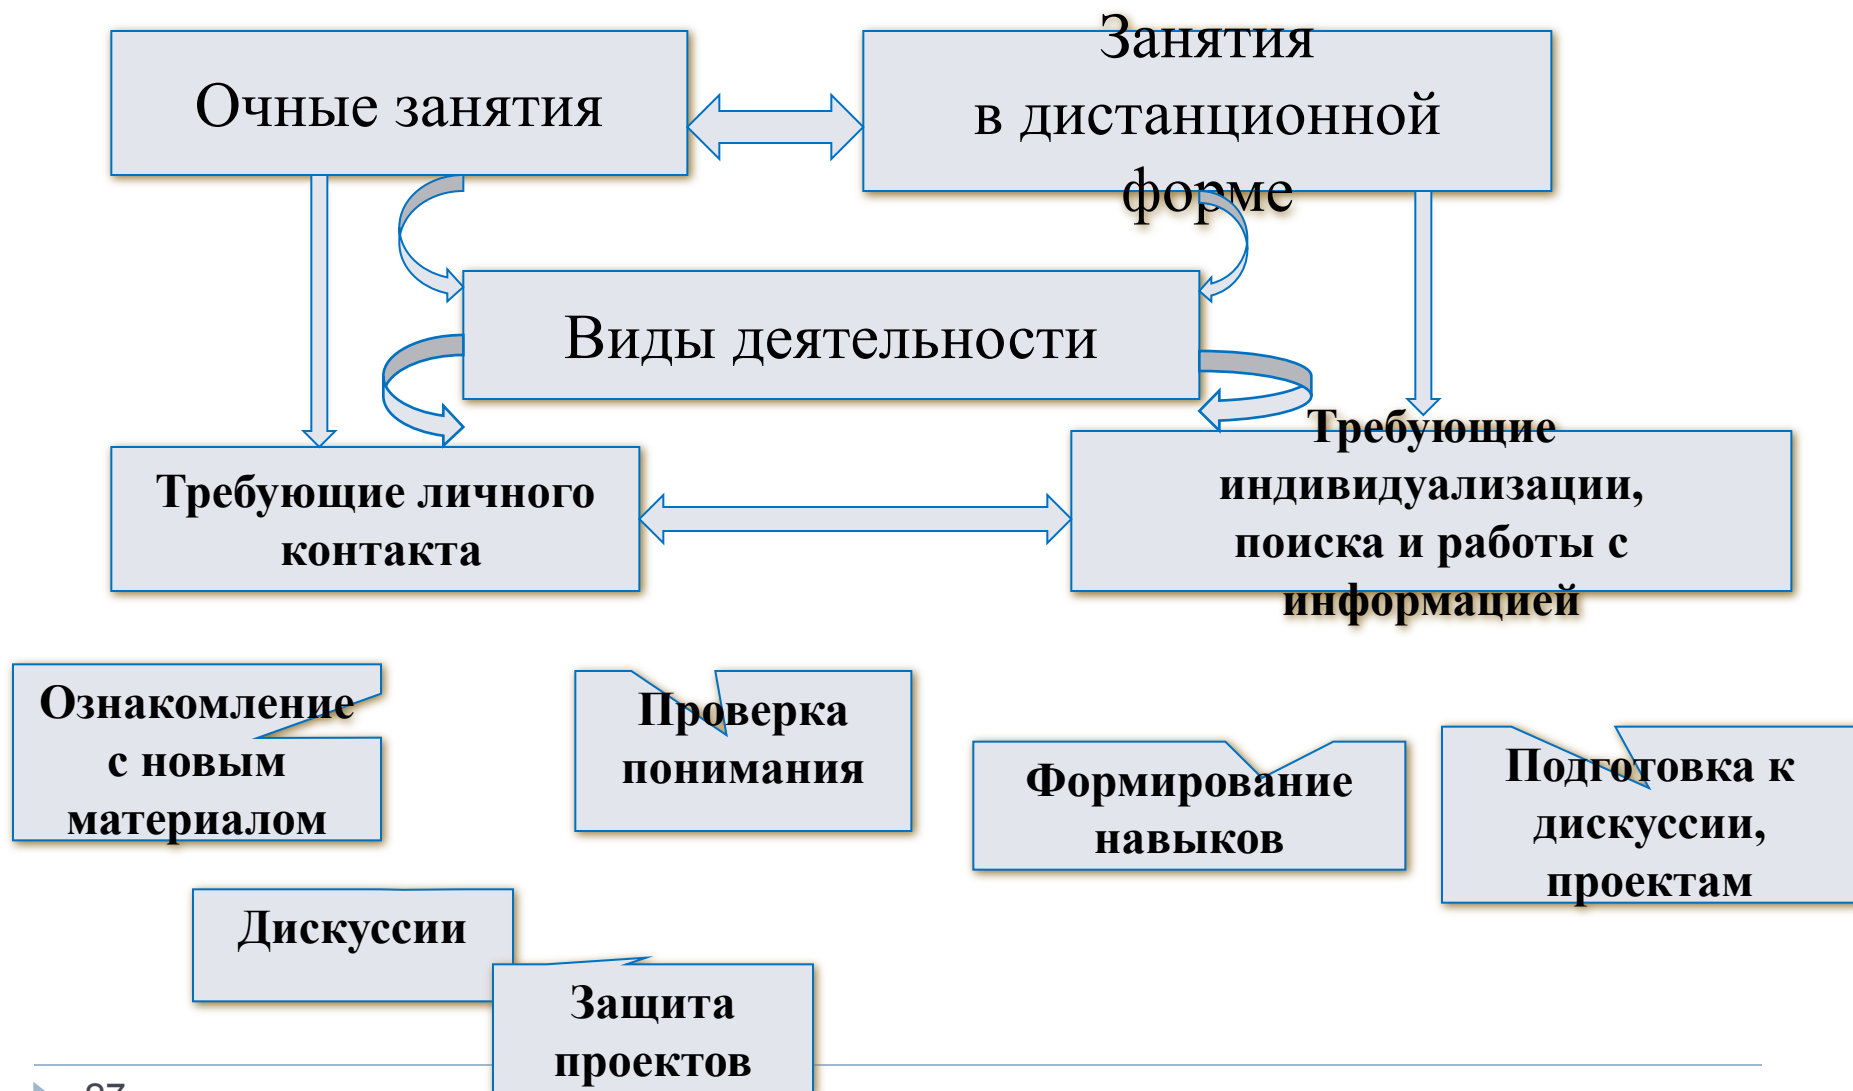 Очные занятия
Занятия
в дистанционной
форме
Виды деятельности
Требующие личного
контакта
Требующие
индивидуализации,
поиска и работы с
информацией
Ознакомление
с новым
материалом
Проверка
понимания
Формирование
навыков
Подготовка к
дискуссии,
проектам
Дискуссии
Защита
проектов